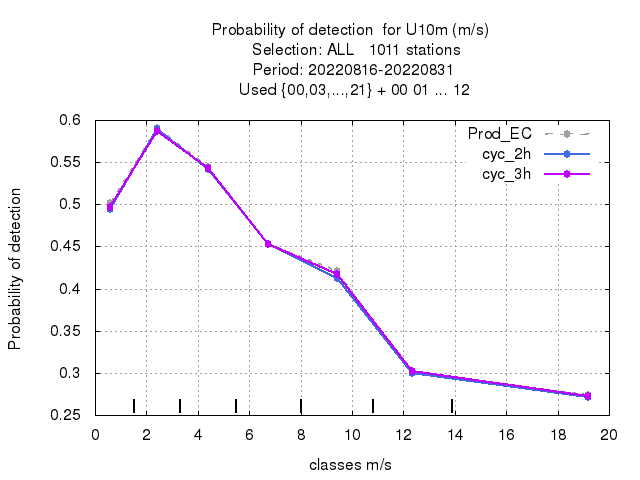 Probability of detection  for U10m (m/s)
Selection: ALL   1011 stations
Period: 20220816-20220831
Used {00,03,...,21} + 00 01 ... 12
Prod_EC
cyc_2h
cyc_3h
Probability of detection
0.6
0.55
0.5
0.45
0.4
0.35
0.3
0.25
0 2 4 6 8 10 12 14 16 18 20
classes m/s